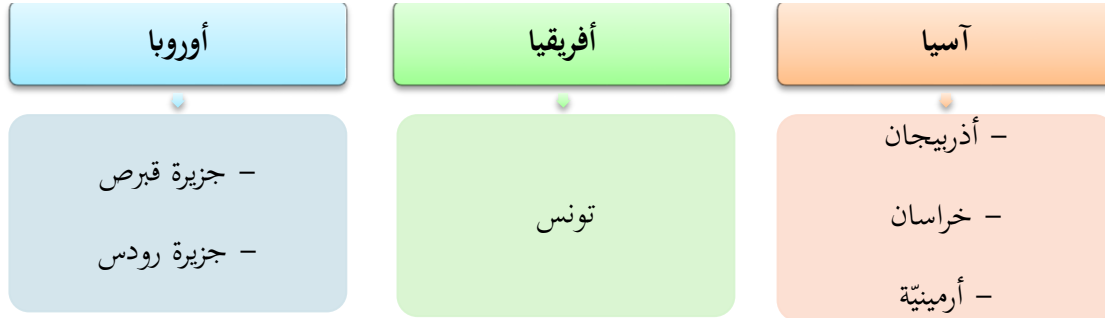 آسيا
– أذربيجان
– خراسان
– أرمينيّة
أفريقيا
تونس
أوروبا
– جزيرة قبرص
– جزيرة رودس